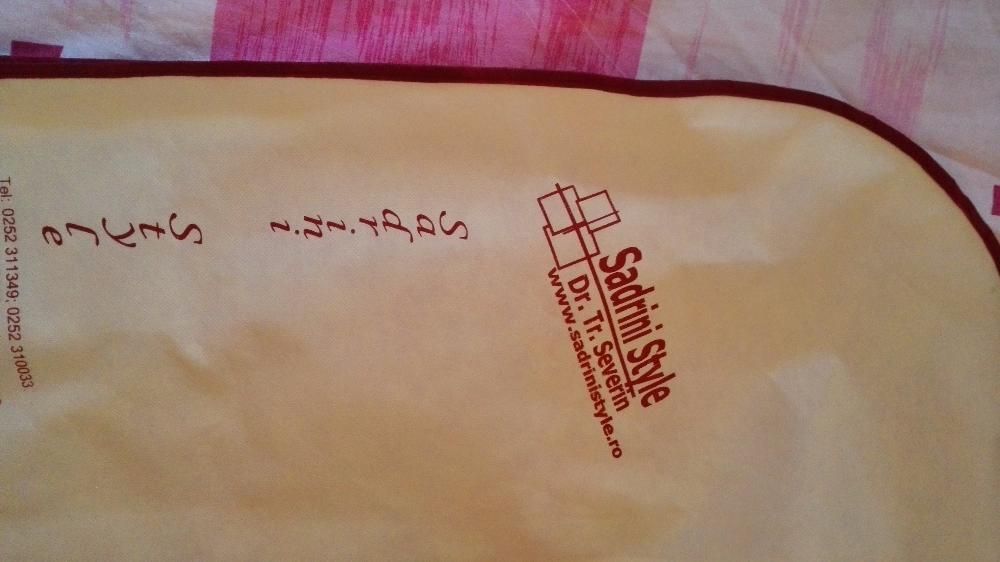 Sadrini Style
Dr. Tr. Severin
www.sadrinistyle.ro
Sadrini
Style
Tel: 0252 311349; 0252 310033